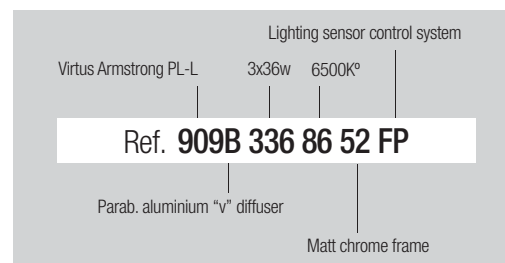 Lighting sensor control system
Virtus Armstrong PL-L 3x36w 6500Kº
Ref. 909B 336 86 52 FP
Parab. aluminium “v” diffuser
Matt chrome frame